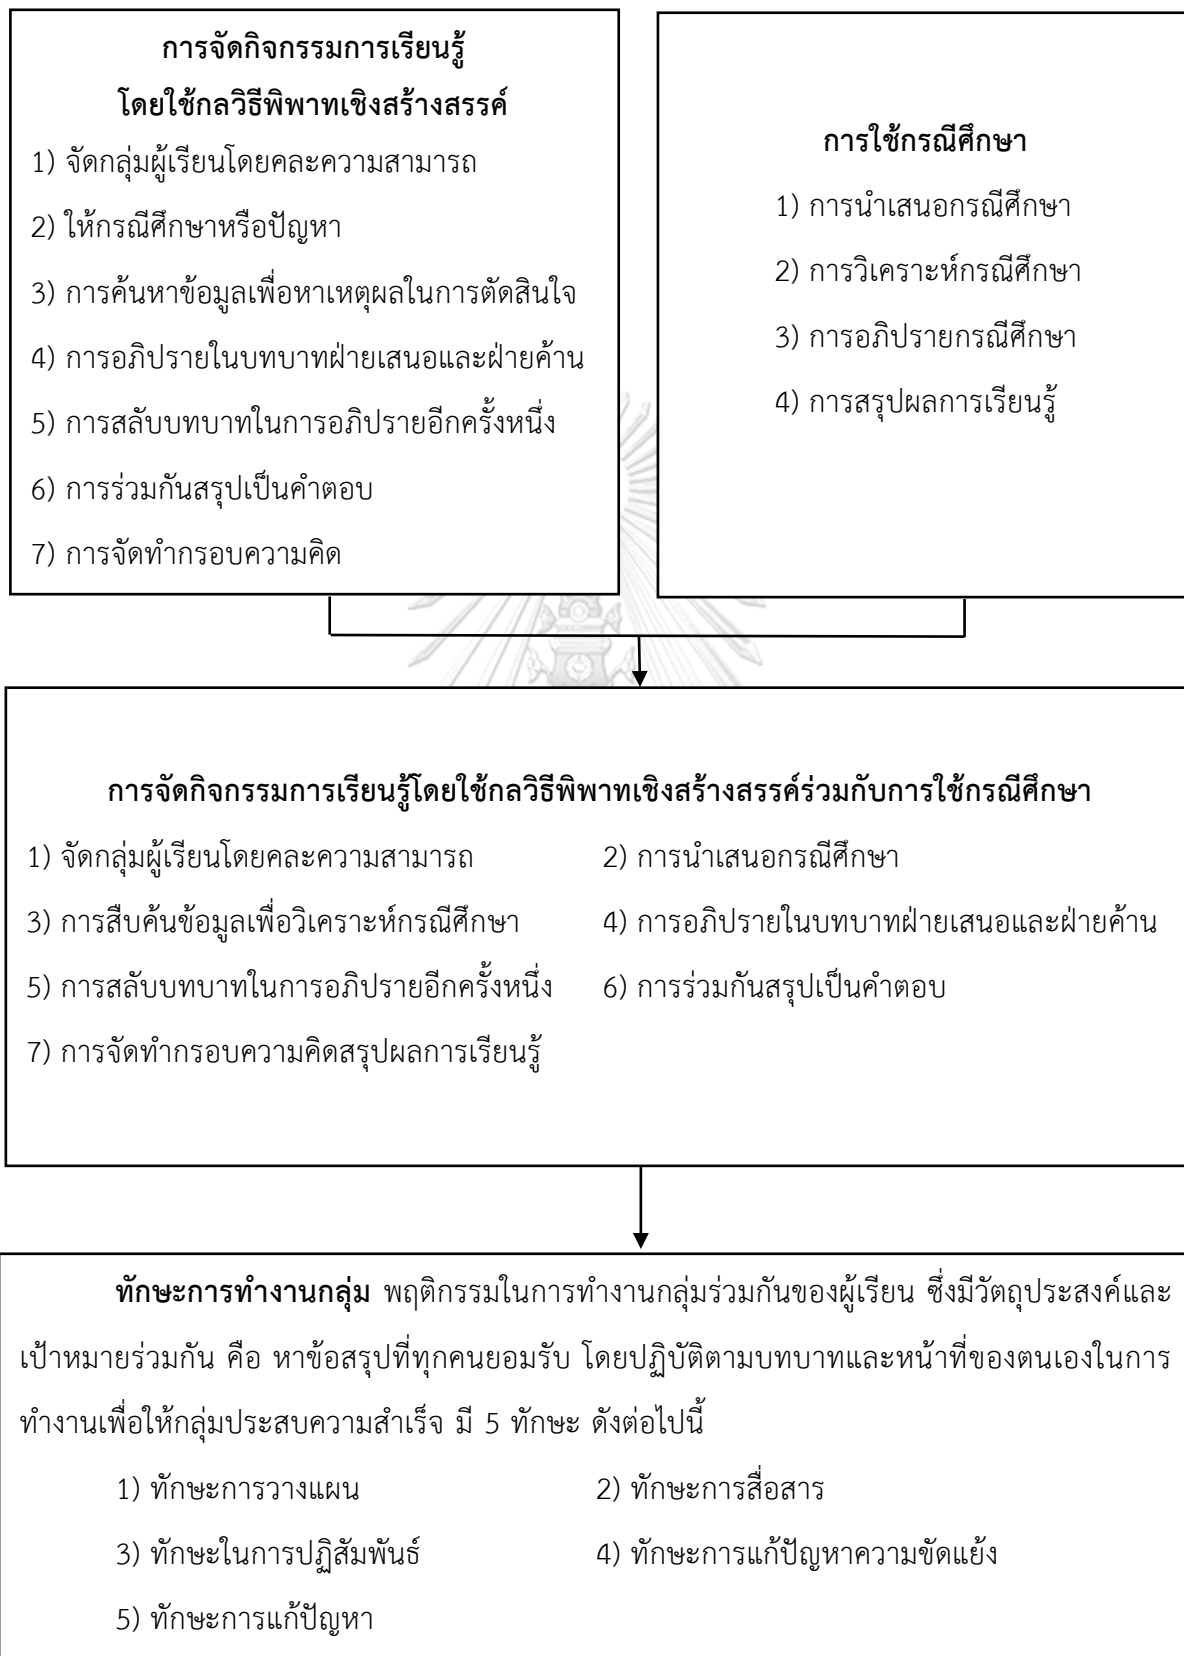 การจัดกิจกรรมการเรียนรู้
โดยใช้กลวิธีพิพาทเชิงสร้างสรรค์
1) จัดกลุ่มผู้เรียนโดยคละความสามารถ
2) ให้กรณีศึกษาหรือปัญหา
3) การค้นหาข้อมูลเพื่อหาเหตุผลในการตัดสินใจ
4) การอภิปรายในบทบาทฝ่ายเสนอและฝ่ายค้าน
5) การสลับบทบาทในการอภิปรายอีกครั้งหนึ่ง
6) การร่วมกันสรุปเป็นคำตอบ
7) การจัดทำกรอบความคิด
การใช้กรณีศึกษา
1) การนำเสนอกรณีศึกษา
2) การวิเคราะห์กรณีศึกษา
3) การอภิปรายกรณีศึกษา
4) การสรุปผลการเรียนรู้
การจัดกิจกรรมการเรียนรู้โดยใช้กลวิธีพิพาทเชิงสร้างสรรค์ร่วมกับการใช้กรณีศึกษา
1) จัดกลุ่มผู้เรียนโดยคละความสามารถ 2) การนำเสนอกรณีศึกษา
3) การสืบค้นข้อมูลเพื่อวิเคราะห์กรณีศึกษา 4) การอภิปรายในบทบาทฝ่ายเสนอและฝ่ายค้าน
5) การสลับบทบาทในการอภิปรายอีกครั้งหนึ่ง 6) การร่วมกันสรุปเป็นคำตอบ
7) การจัดทำกรอบความคิดสรุปผลการเรียนรู้
ทักษะการทำงานกลุ่ม พฤติกรรมในการทำงานกลุ่มร่วมกันของผู้เรียน ซึ่งมีวัตถุประสงค์และ
เป้าหมายร่วมกัน คือ หาข้อสรุปที่ทุกคนยอมรับ โดยปฏิบัติตามบทบาทและหน้าที่ของตนเองในการ
ทำงานเพื่อให้กลุ่มประสบความสำเร็จ มี 5 ทักษะ ดังต่อไปนี้
1) ทักษะการวางแผน 2) ทักษะการสื่อสาร
3) ทักษะในการปฏิสัมพันธ์ 4) ทักษะการแก้ปัญหาความขัดแย้ง
5) ทักษะการแก้ปัญหา